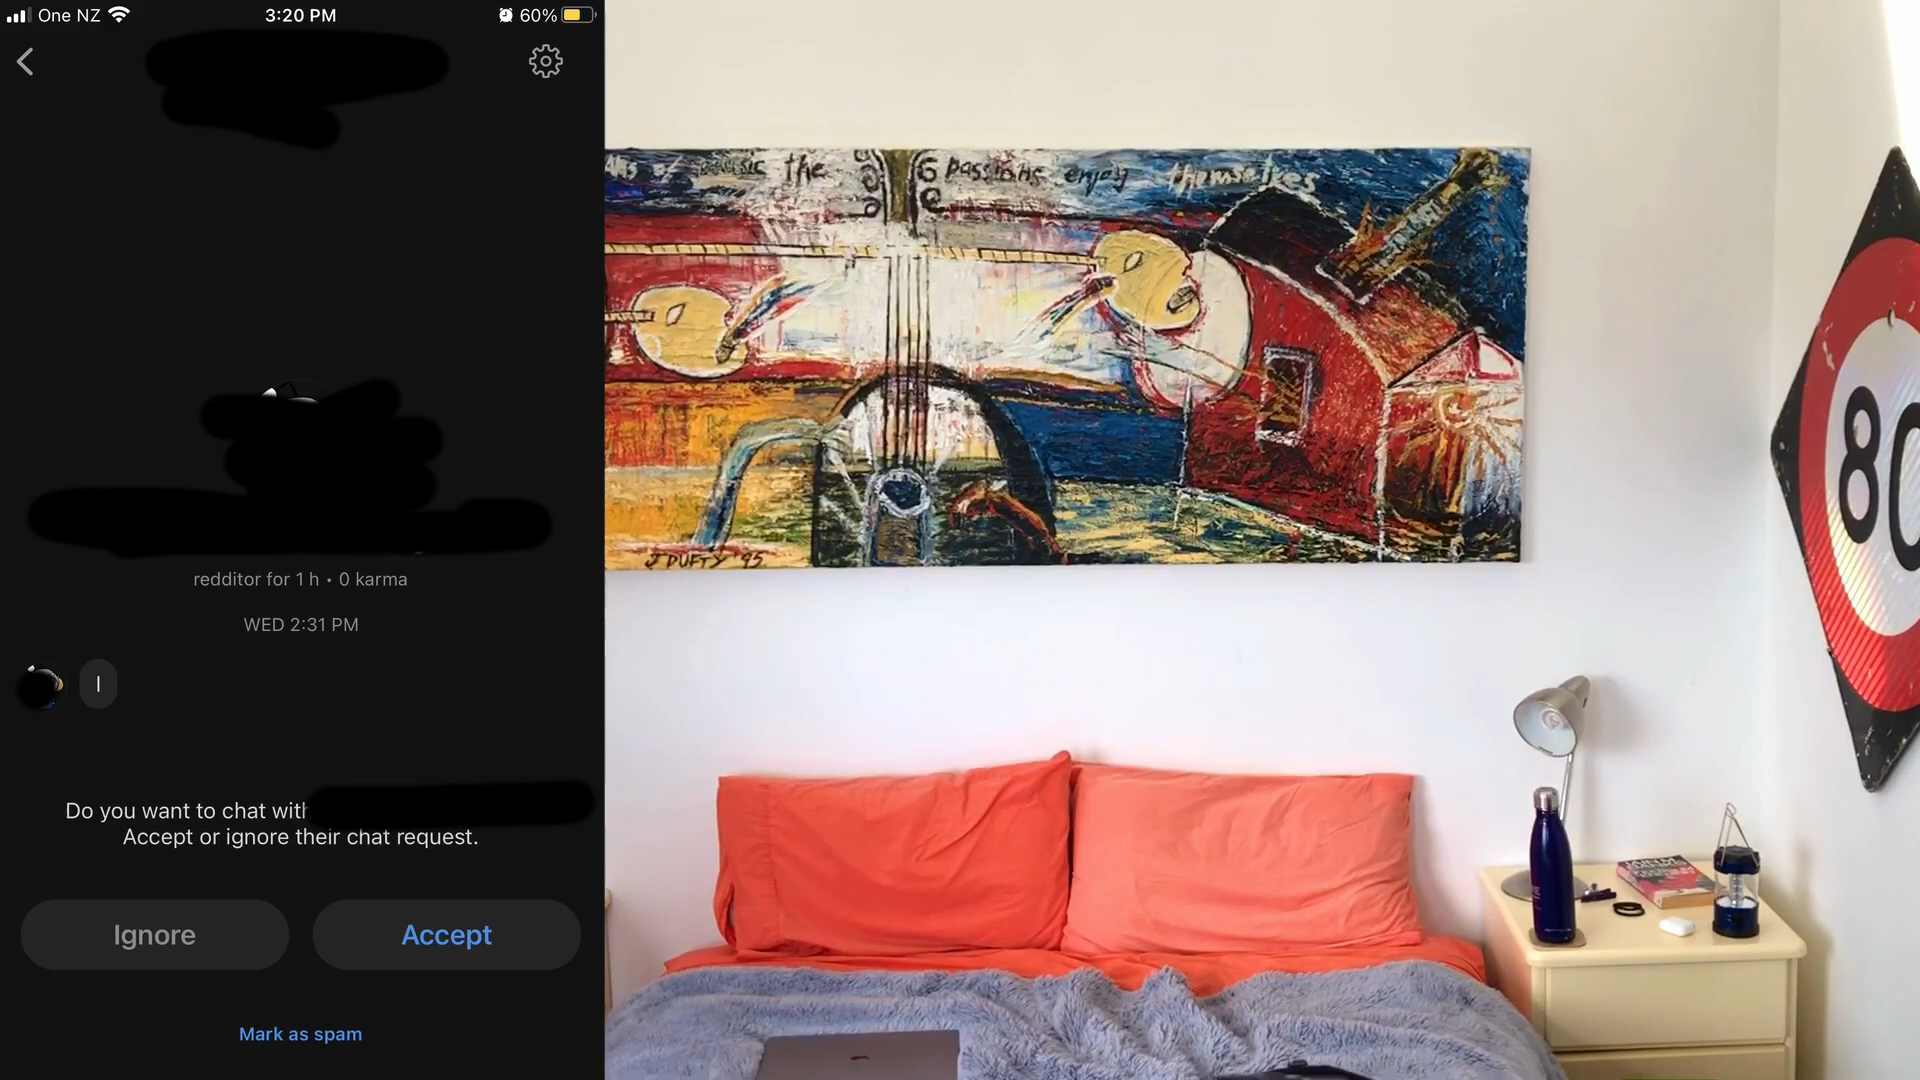 One NZ
3:20 PM
60%
redditor for 1 h • 0 karma
WED 2:31 PM
I
Do you want to chat with
Accept or ignore their chat request.
Ignore
Accept
Mark as spam
music the passions enjoy themselves
J DUFTY '95
80